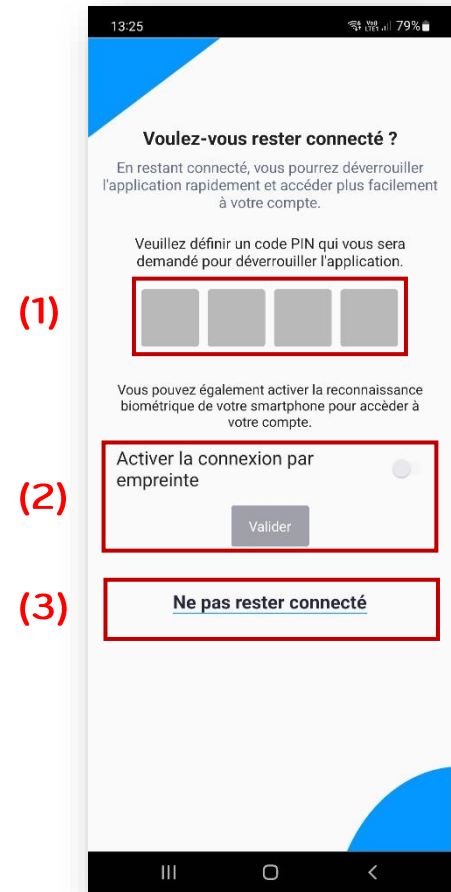 13:25
Vo)) LTE1 79%
Voulez-vous rester connecté ?
En restant connecté, vous pourrez déverrouiller
l'application rapidement et accéder plus facilement
à votre compte.
Veuillez définir un code PIN qui vous sera
demandé pour déverrouiller l'application.
(1)
Vous pouvez également activer la reconnaissance
biométrique de votre smartphone pour accèder à
votre compte.
Activer la connexion par
empreinte
(2)
Valider
(3)
Ne pas rester connecté